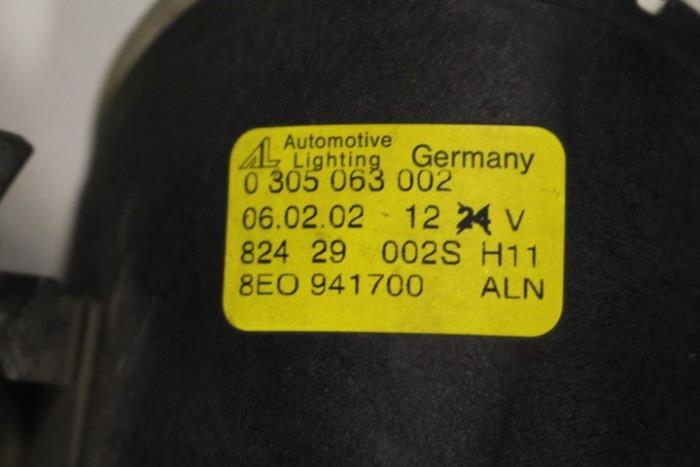 AL Automotive
Lighting Germany
0 305 063 002
06.02.02 12 24 V
824 29 002S H11
8E0 941700 ALN